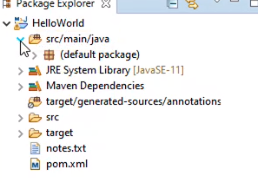 Package Explorer
HelloWorld
src/main/java
(default package)
JRE System Library [JavaSE-11]
Maven Dependencies
target/generated-sources/annotations
src
target
notes.txt
pom.xml